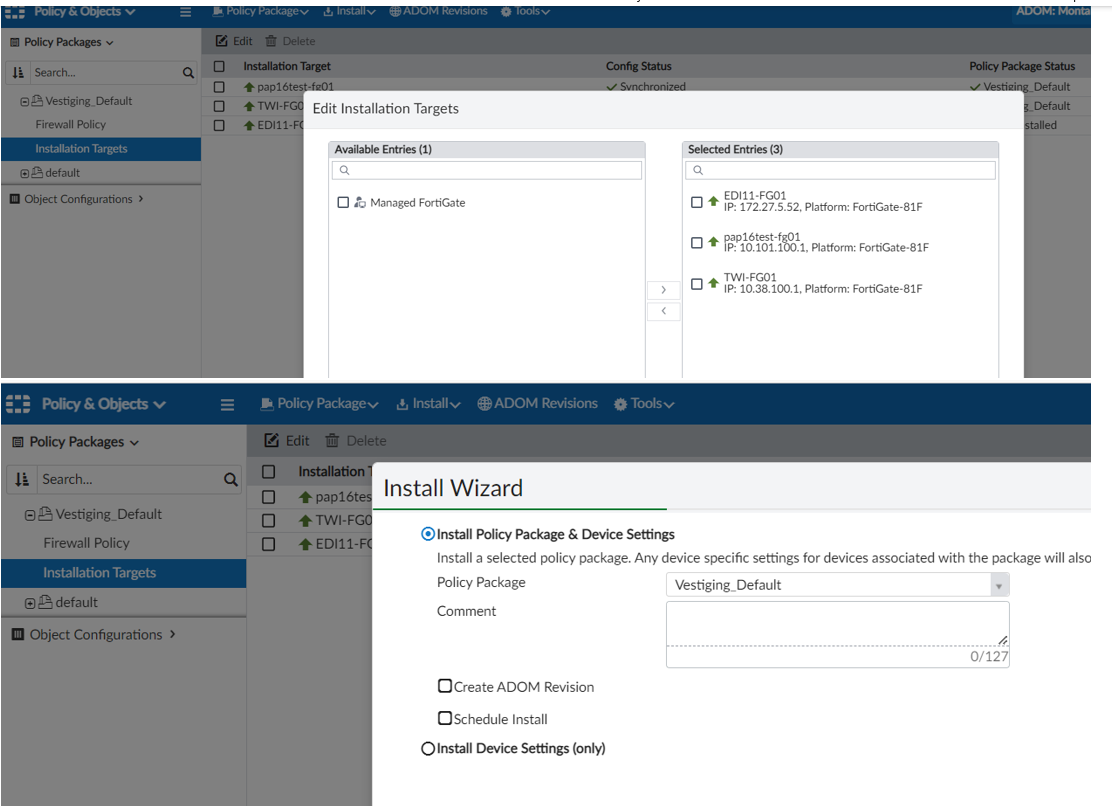 Policy & Objects Policy Package Install ADOM Revisions Tools ADOM: Monta
Policy Packages Edit Delete
Search... Installation Target Config Status Policy Package Status
Vestiging_Default pap16test-fg01 Synchronized Vestiging_Default
Firewall Policy TWI-FG0 g_Default
Installation Targets EDI11-FG stalled
default
Object Configurations
Edit Installation Targets
Available Entries (1)
Managed FortiGate
Selected Entries (3)
EDI11-FG01
IP: 172.27.5.52, Platform: FortiGate-81F
pap16test-fg01
IP: 10.101.100.1, Platform: FortiGate-81F
TWI-FG01
IP: 10.38.100.1, Platform: FortiGate-81F
Policy & Objects Policy Package Install ADOM Revisions Tools
Policy Packages Edit Delete
Search... Installation T
Vestiging_Default pap16tes
Firewall Policy TWI-FG0
Installation Targets EDI11-FG
default
Object Configurations
Install Wizard
Install Policy Package & Device Settings
Install a selected policy package. Any device specific settings for devices associated with the package will also
Policy Package Vestiging_Default
Comment
0/127
Create ADOM Revision
Schedule Install
Install Device Settings (only)